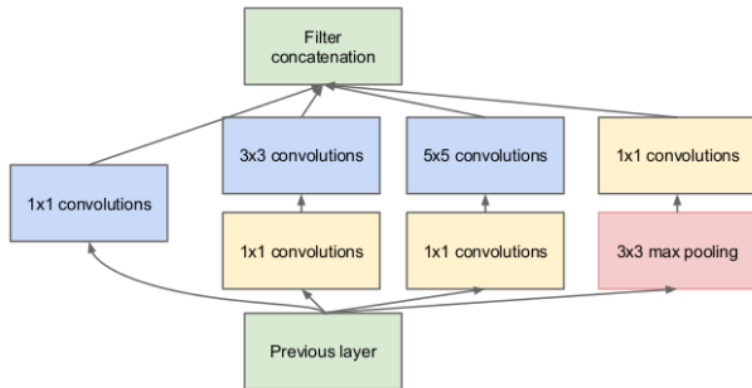 Filter
concatenation
3x3 convolutions
5x5 convolutions
1x1 convolutions
1x1 convolutions
1x1 convolutions
1x1 convolutions
3x3 max pooling
Previous layer